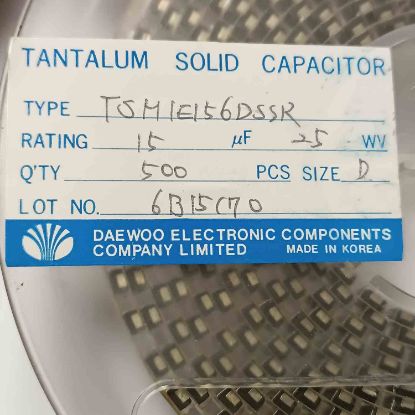 TANTALUM SOLID CAPACITOR
TYPE TSM1E156DSSR
RATING 15 µF 25 WV
Q'TY 500 PCS SIZE D
LOT NO. 6B15C70
DAEWOO ELECTRONIC COMPONENTS
COMPANY LIMITED MADE IN KOREA